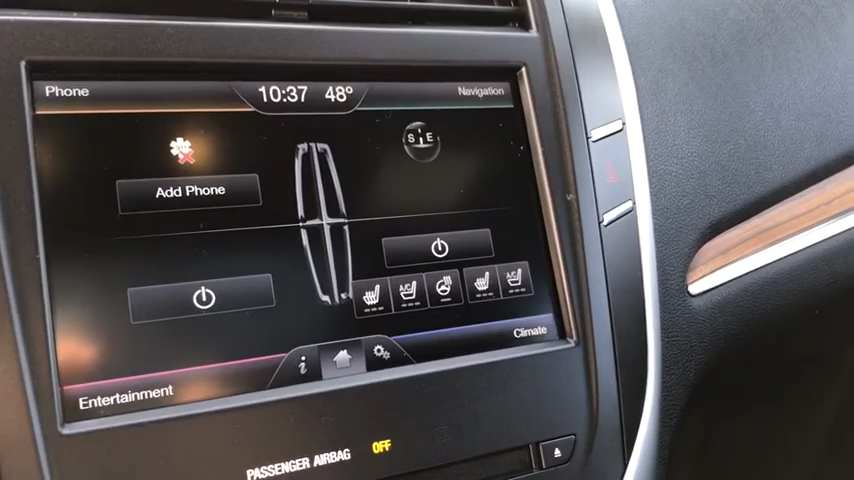 Phone
10:37 48°
Navigation
S E
Add Phone
A/C
A/C
i
Climate
Entertainment
PASSENGER AIRBAG OFF